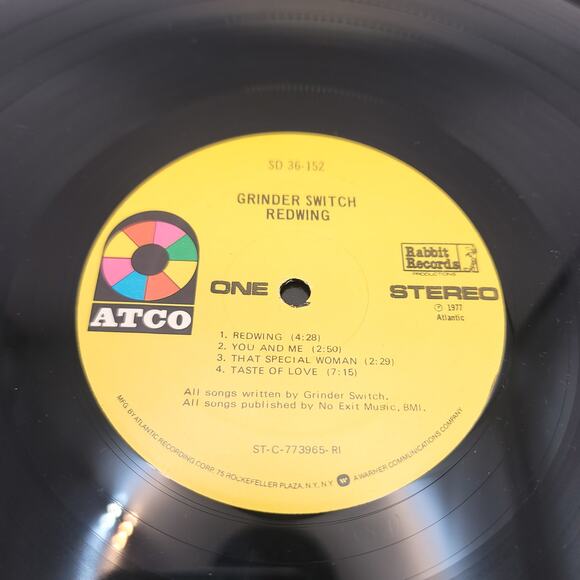 SD 36-152
GRINDER SWITCH
REDWING
Rabbit
Records
PRODUCTIONS
ONE
STEREO
ATCO
℗ 1977
Atlantic
1. REDWING (4:28)
2. YOU AND ME (2:50)
3. THAT SPECIAL WOMAN (2:29)
4. TASTE OF LOVE (7:15)
All songs written by Grinder Switch.
All songs published by No Exit Music, BMI.
ST-C-773965-RI
MFG. BY ATLANTIC RECORDING CORP. 75 ROCKEFELLER PLAZA, N.Y., N.Y. A WARNER COMMUNICATIONS COMPANY